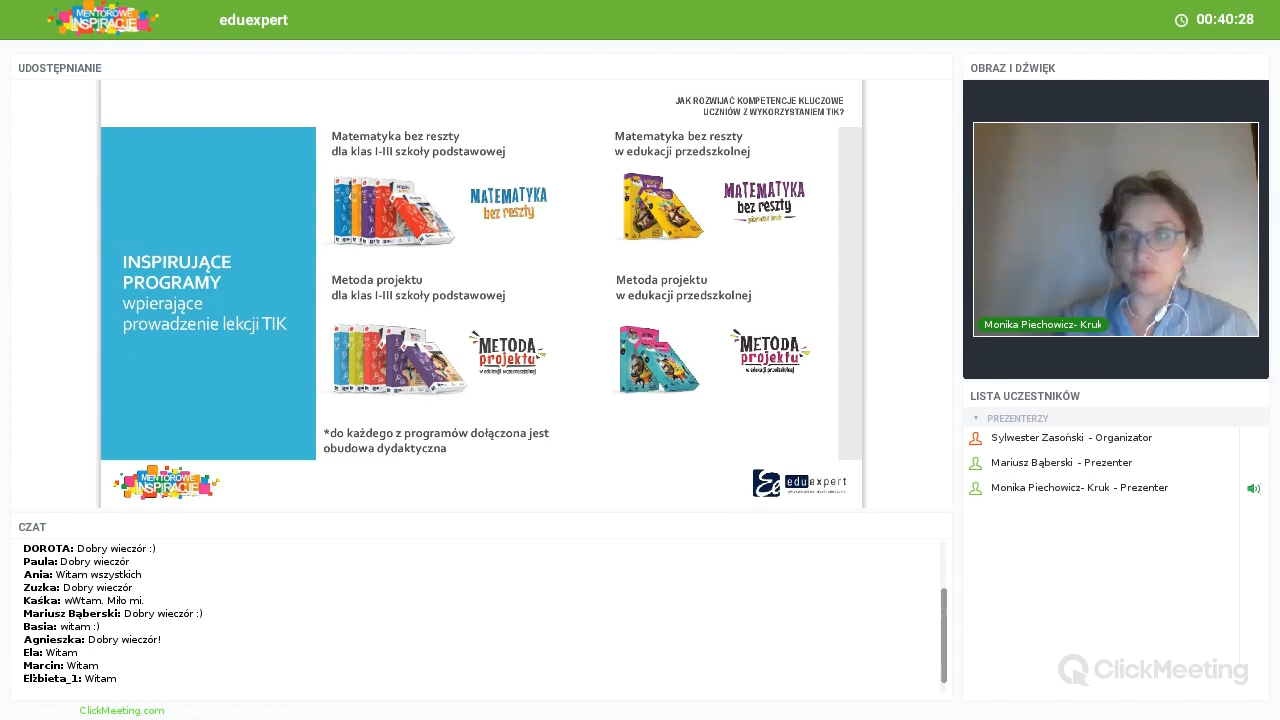 MENTOROWE
INSPIRACJE
eduexpert
00:40:28
UDOSTĘPNIANIE
JAK ROZWIJAĆ KOMPETENCJE KLUCZOWE
UCZNIÓW Z WYKORZYSTANIEM TIK?
INSPIRUJĄCE
PROGRAMY
wpierające
prowadzenie lekcji TIK
Matematyka bez reszty
dla klas I-III szkoły podstawowej
MATEMATYKA
bez reszty
Matematyka bez reszty
w edukacji przedszkolnej
MATEMATYKA
bez reszty
pierwsze kroki
Metoda projektu
dla klas I-III szkoły podstawowej
METODA
projektu
w edukacji wczesnoszkolnej
Metoda projektu
w edukacji przedszkolnej
METODA
projektu
w edukacji przedszkolnej
*do każdego z programów dołączona jest
obudowa dydaktyczna
MENTOROWE
INSPIRACJE
eduexpert
CZAT
DOROTA: Dobry wieczór :)
Paula: Dobry wieczór
Ania: Witam wszystkich
Zuzka: Dobry wieczór
Kaśka: wWtam. Miło mi.
Mariusz Bąberski: Dobry wieczór :)
Basia: witam :)
Agnieszka: Dobry wieczór!
Ela: Witam
Marcin: Witam
Elżbieta_1: Witam
ClickMeeting.com
OBRAZ I DŹWIĘK
Monika Piechowicz- Kruk
LISTA UCZESTNIKÓW
PREZENTERZY
Sylwester Zasoński - Organizator
Mariusz Bąberski - Prezenter
Monika Piechowicz- Kruk - Prezenter
ClickMeeting